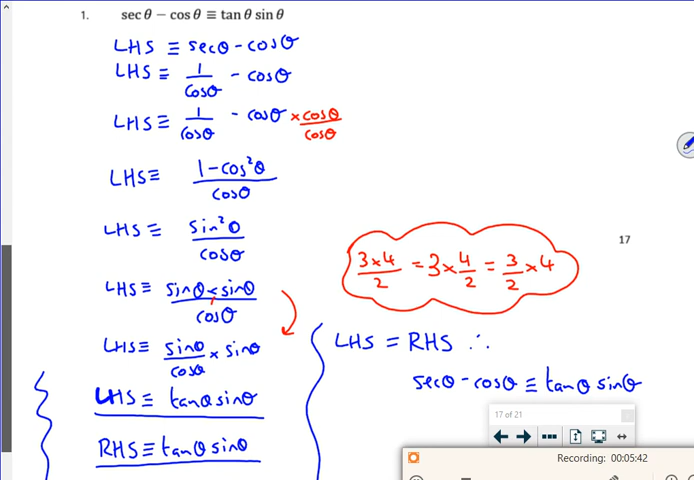 1. sec θ − cos θ ≡ tan θ sin θ
LHS ≡ secθ - cosθ
LHS ≡ 1/cosθ - cosθ
LHS ≡ 1/cosθ - cosθ × cosθ/cosθ
LHS ≡ 1-cos²θ/cosθ
LHS ≡ sin²θ/cosθ
LHS ≡ sinθ × sinθ/cosθ
LHS ≡ sinθ/cosθ × sinθ
LHS ≡ tanθ sinθ
RHS ≡ tanθ sinθ
17
3×4/2 = 3×4/2 = 3/2 ×4
LHS = RHS ∴
secθ - cosθ ≡ tanθ sinθ
17 of 21
Recording: 00:05:42